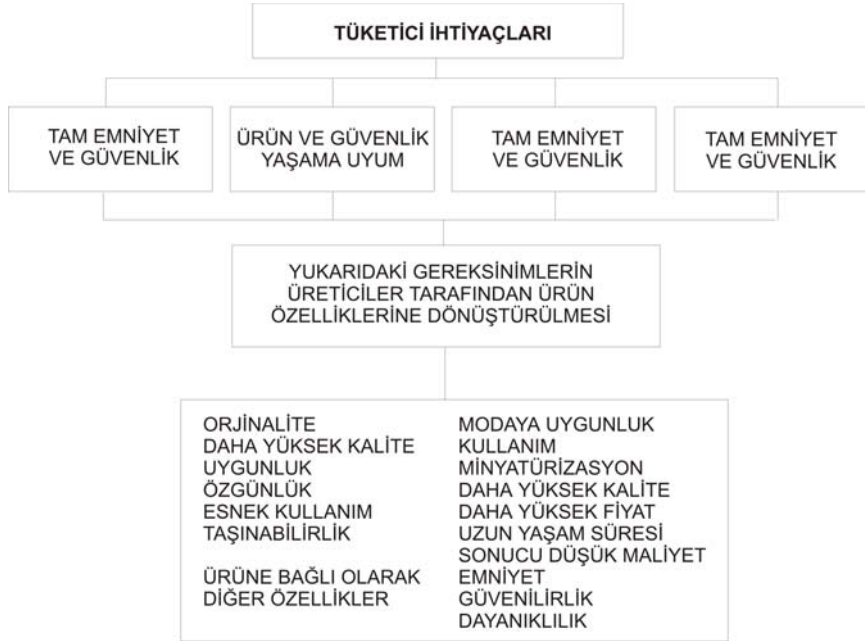 TÜKETİCİ İHTİYAÇLARI
TAM EMNİYET
VE GÜVENLİK
ÜRÜN VE GÜVENLİK
YAŞAMA UYUM
TAM EMNİYET
VE GÜVENLİK
TAM EMNİYET
VE GÜVENLİK
YUKARIDAKİ GEREKSİNİMLERİN
ÜRETİCİLER TARAFINDAN ÜRÜN
ÖZELLİKLERİNE DÖNÜŞTÜRÜLMESİ
ORJİNALİTE
DAHA YÜKSEK KALİTE
UYGUNLUK
ÖZGÜNLÜK
ESNEK KULLANIM
TAŞINABİLİRLİK
ÜRÜNE BAĞLI OLARAK
DİĞER ÖZELLİKLER
MODAYA UYGUNLUK
KULLANIM
MİNYATÜRİZASYON
DAHA YÜKSEK KALİTE
DAHA YÜKSEK FİYAT
UZUN YAŞAM SÜRESİ
SONUCU DÜŞÜK MALİYET
EMNİYET
GÜVENİLİRLİK
DAYANIKLILIK